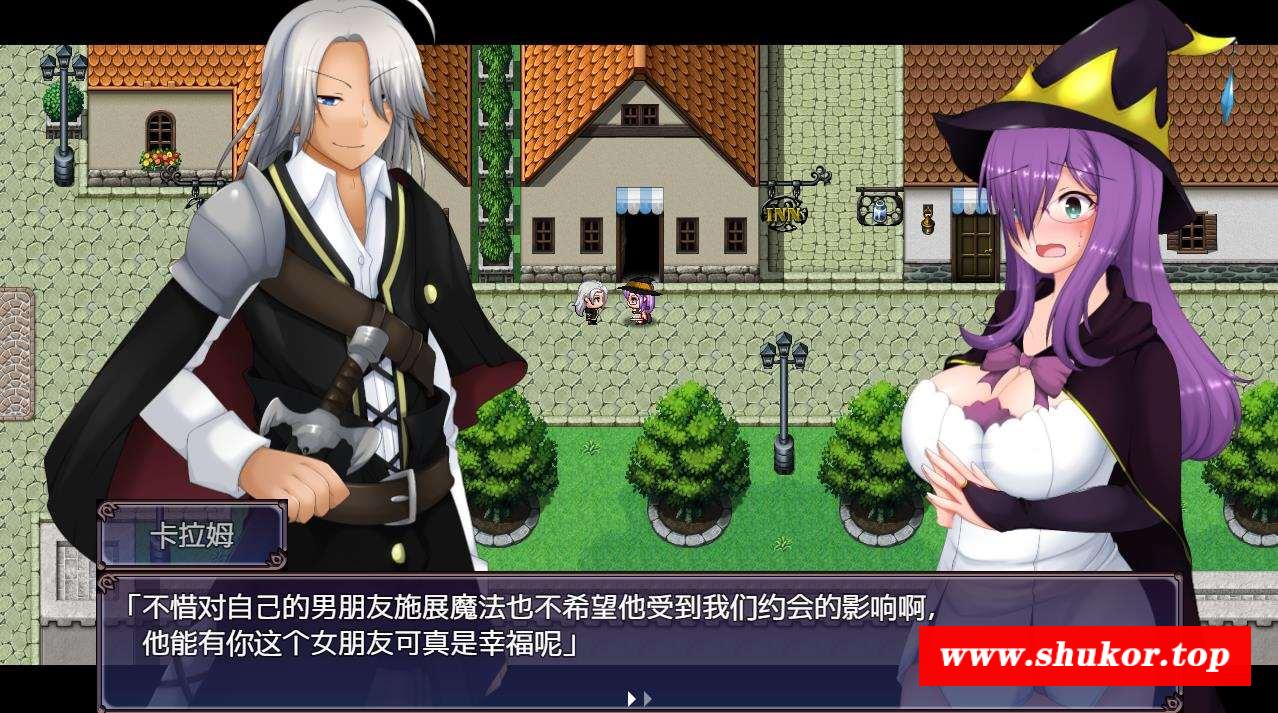 INN
卡拉姆
「不惜对自己的男朋友施展魔法也不希望他受到我们约会的影响啊,
他能有你这个女朋友可真是幸福呢」
www.shukor.top